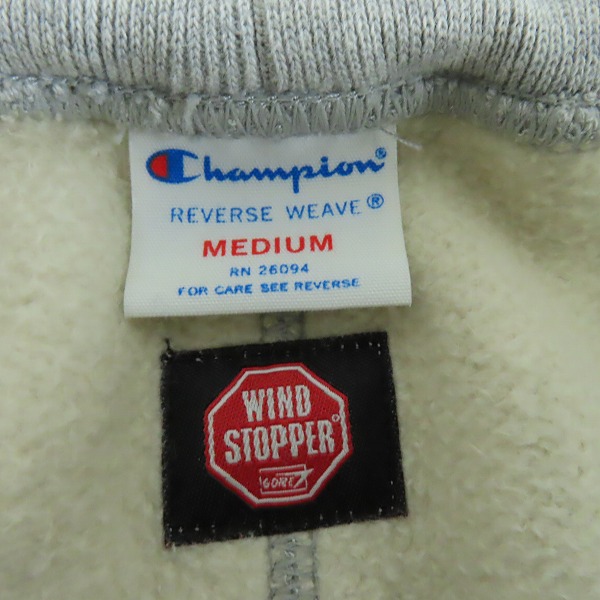 Champion®
REVERSE WEAVE®
MEDIUM
RN 26094
FOR CARE SEE REVERSE
WIND
STOPPER®
GORE